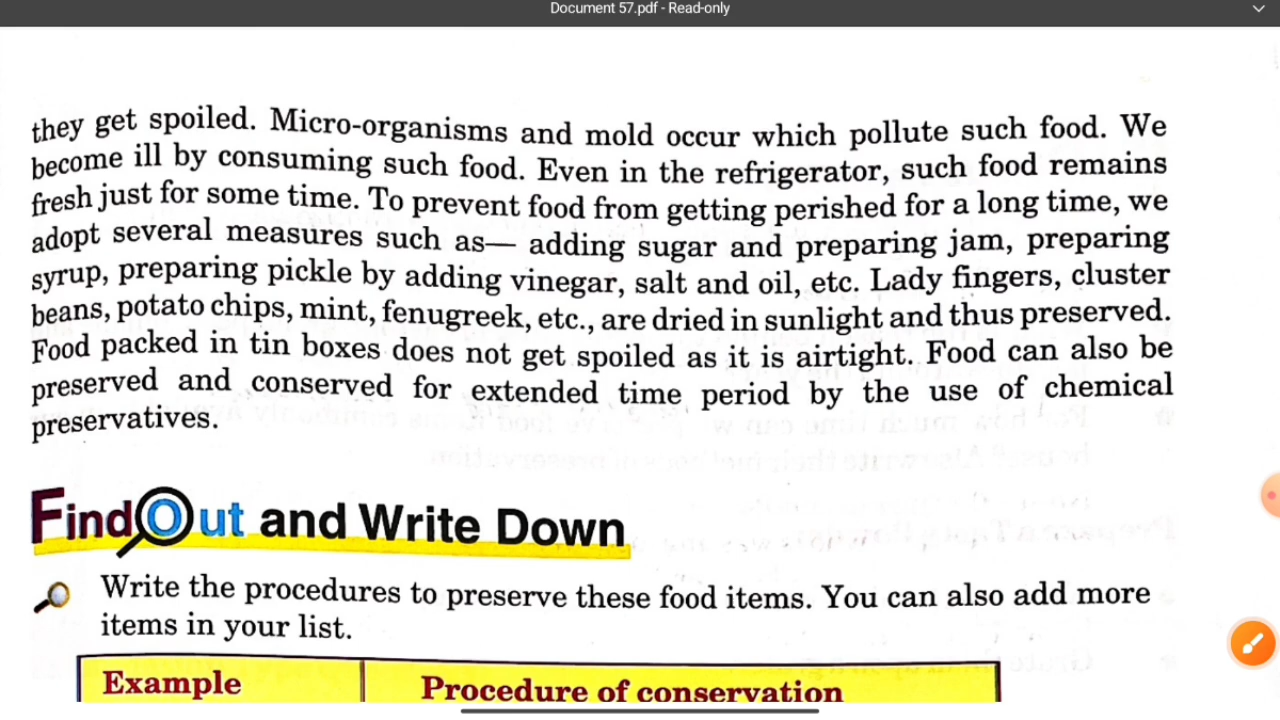 Document 57.pdf - Read-only
they get spoiled. Micro-organisms and mold occur which pollute such food. We
become ill by consuming such food. Even in the refrigerator, such food remains
fresh just for some time. To prevent food from getting perished for a long time, we
adopt several measures such as— adding sugar and preparing jam, preparing
syrup, preparing pickle by adding vinegar, salt and oil, etc. Lady fingers, cluster
beans, potato chips, mint, fenugreek, etc., are dried in sunlight and thus preserved.
Food packed in tin boxes does not get spoiled as it is airtight. Food can also be
preserved and conserved for extended time period by the use of chemical
preservatives.
Find Out and Write Down
Write the procedures to preserve these food items. You can also add more
items in your list.
Example Procedure of conservation